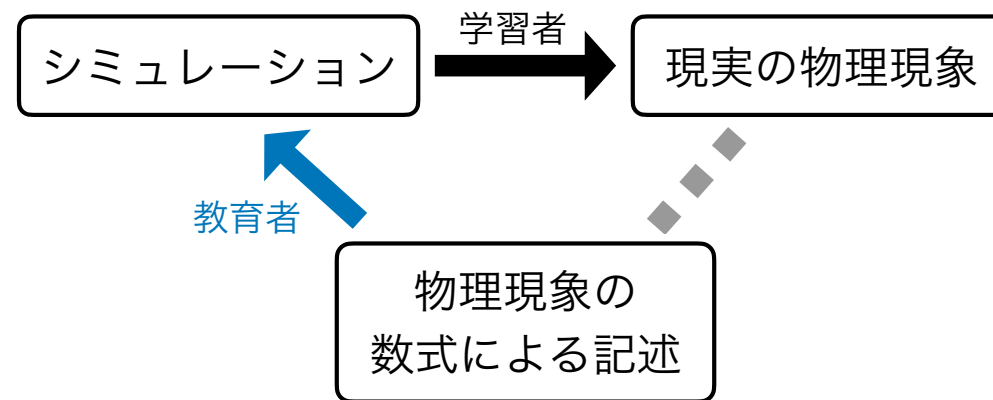 学習者
シミュレーション
現実の物理現象
教育者
物理現象の
数式による記述